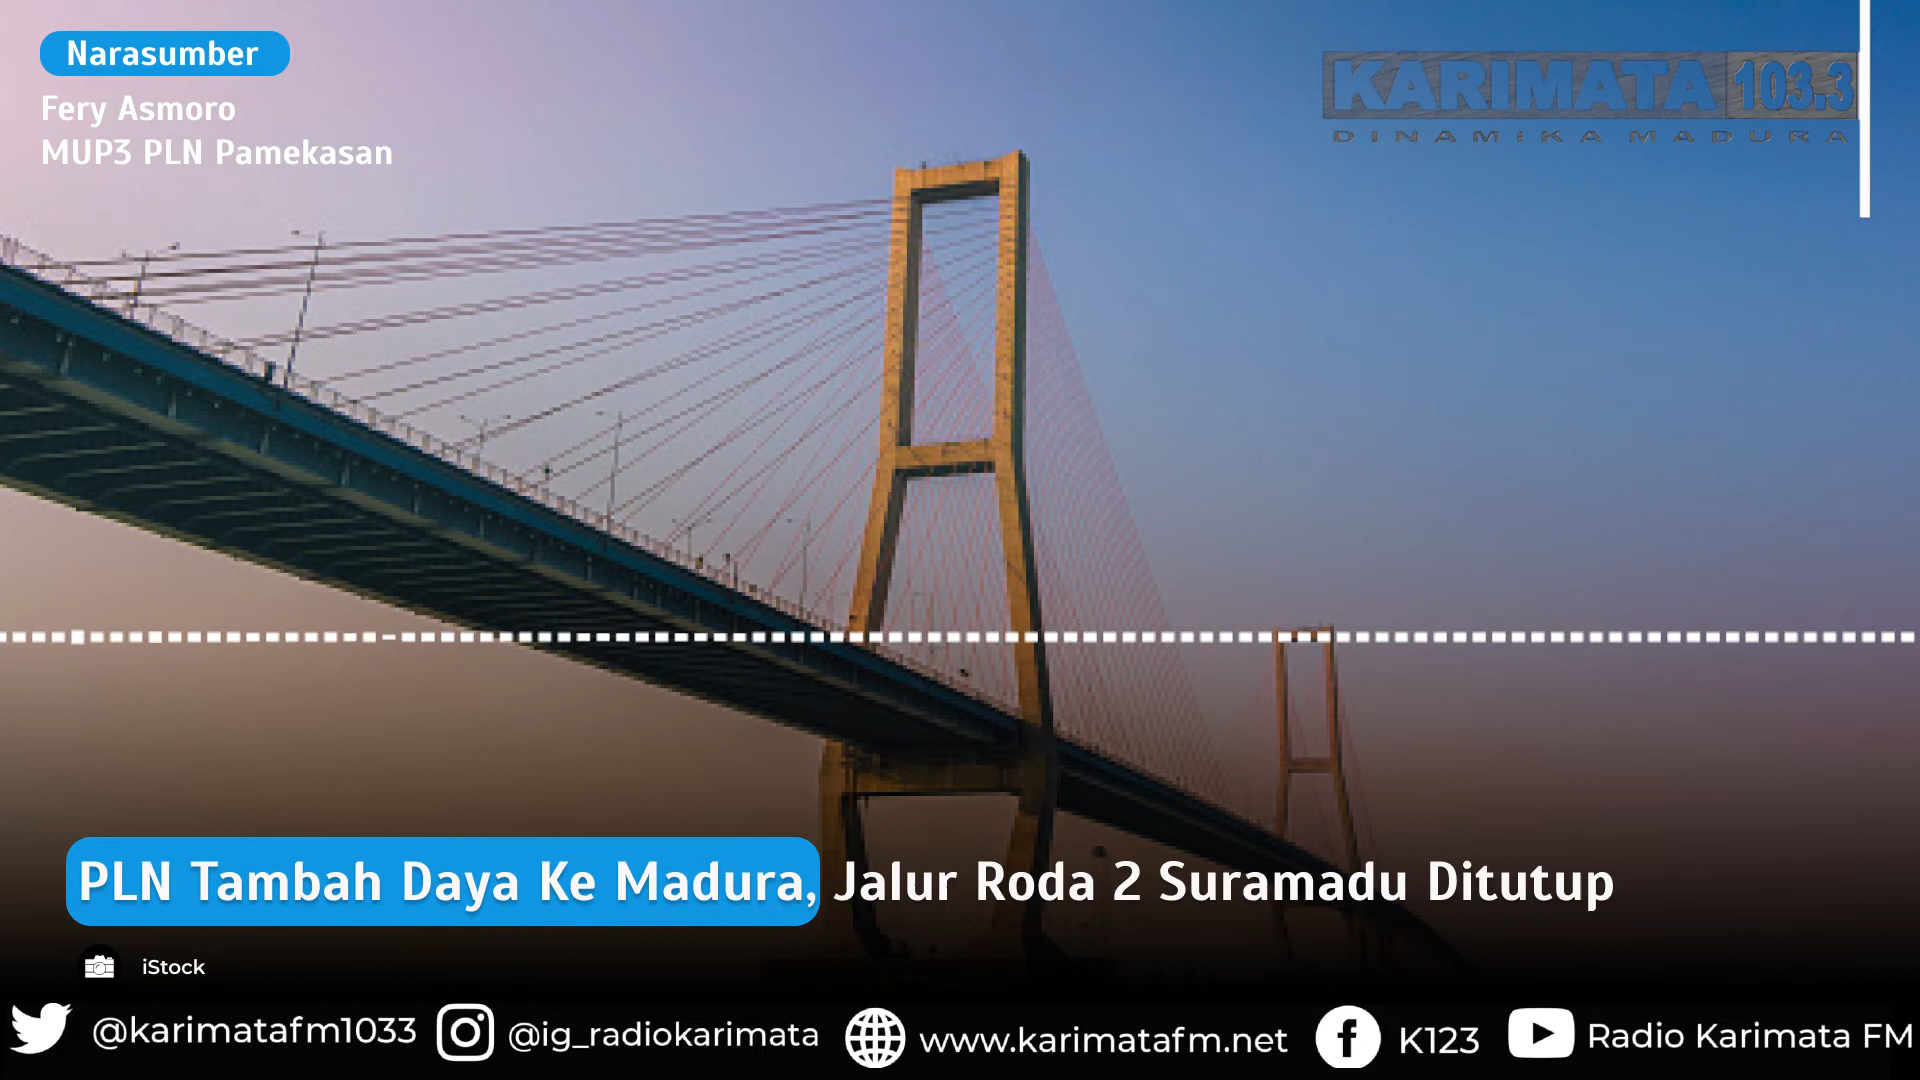 Narasumber
Fery Asmoro
MUP3 PLN Pamekasan
KARIMATA 103.3
DINAMIKA MADURA
PLN Tambah Daya Ke Madura, Jalur Roda 2 Suramadu Ditutup
iStock
@karimatafm1033 @ig_radiokarimata www.karimatafm.net K123 Radio Karimata FM